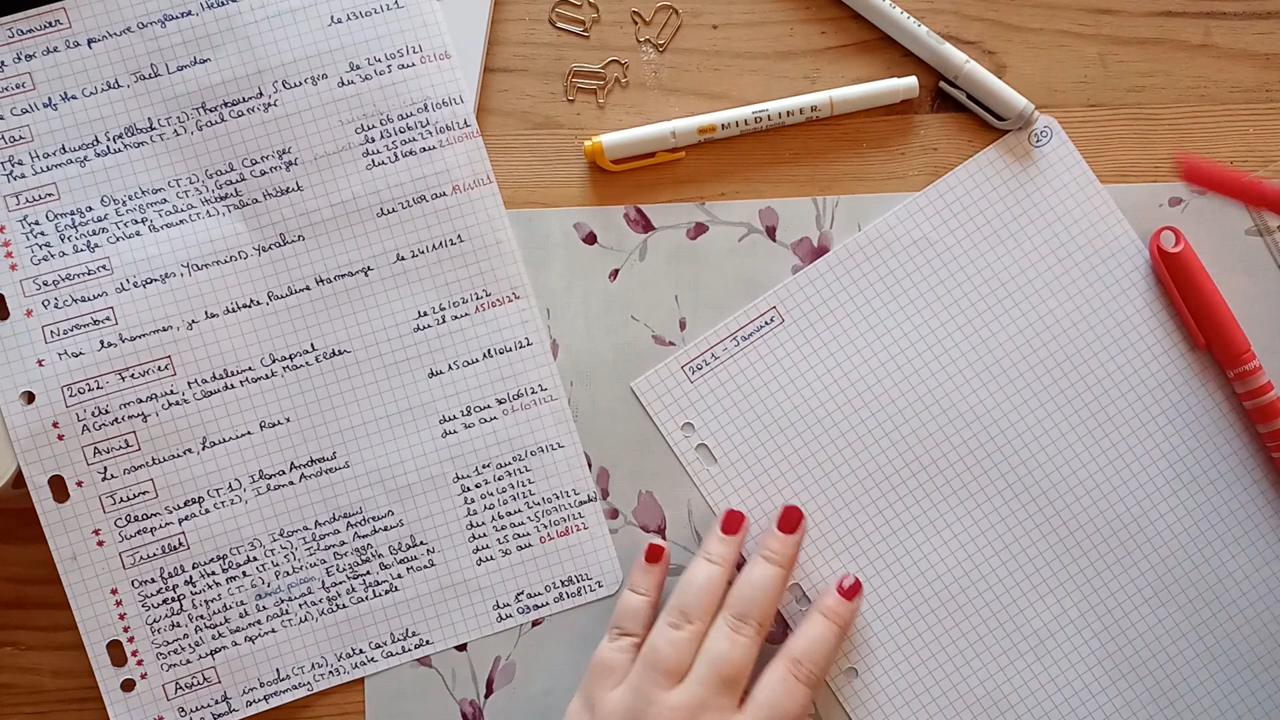 Janvier
d'or de la peinture anglaise, le 13/02/21
Call of the Wild, Jack London
Mai
The Hardwood Spellbook (T.2): Thornbound, S. Burgis le 24/05/21
The Sumage Solution (T.1), Gail Carriger du 30/05 au 02/06
Juin
* The Omega Objection (T.2), Gail Carriger du 06 au 08/06/21
* The Enforcer Enigma (T.3), Gail Carriger le 13/06/21
* The Princess Trap, Talia Hibbert du 25 au 27/06/21
* Get a life Chloe Brown (T.1), Talia Hibbert du 28/06 au 21/07/21
Septembre
* Pêcheurs d'éponges, Yannis D. Yerakis du 22/09 au 19/11/21
Novembre
* Moi les hommes, je les déteste, Pauline Harmange le 24/11/21
2022 - Février
* L'été masqué, Madeleine Chapsal le 26/02/22
* A Giverny, chez Claude Monet, Marc Elder du 28 au 15/03/22
Avril
* Le sanctuaire, Laurine Roux du 15 au 18/04/22
Juin
* Clean sweep (T.1), Ilona Andrews du 28 au 30/06/22
* Sweep in peace (T.2), Ilona Andrews du 30 au 01/07/22
Juillet
* One fell sweep (T.3), Ilona Andrews du 1er au 02/07/22
* Sweep of the blade (T.4), Ilona Andrews le 02/07/22
* Sweep with me (T.4.5), Ilona Andrews le 04/07/22
* Wild Signs (T.6), Patricia Briggs le 10/07/22
* Pride, Prejudice and poison, Elizabeth Blake du 16 au 24/07/22
* Sans Atout et le cheval fantôme, Boileau-N. du 20 au 25/07/22
* Bretzel et beurre salé, Margot et Jean Le Moal du 25 au 27/07/22
* Once upon a spine (T.11), Kate Carlisle du 30 au 01/08/22
Août
* Buried in books (T.12), Kate Carlisle du 1er au 02/08/22
book supremacy (T.13), Kate Carlisle du 03 au 08/08/22
ZEBRA MILDLINER
20
2021 - Janvier
Pelikan